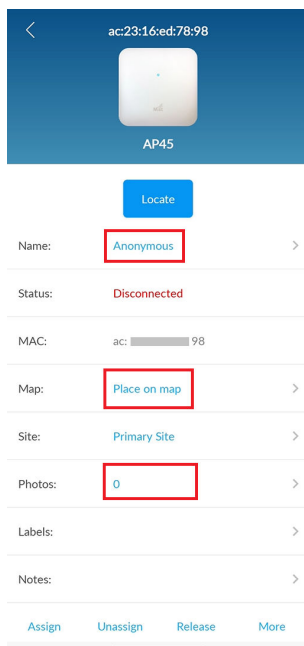 ac:23:16:ed:78:98
AP45
Locate
Name: Anonymous
Status: Disconnected
MAC: ac: 98
Map: Place on map
Site: Primary Site
Photos: 0
Labels:
Notes:
Assign Unassign Release More